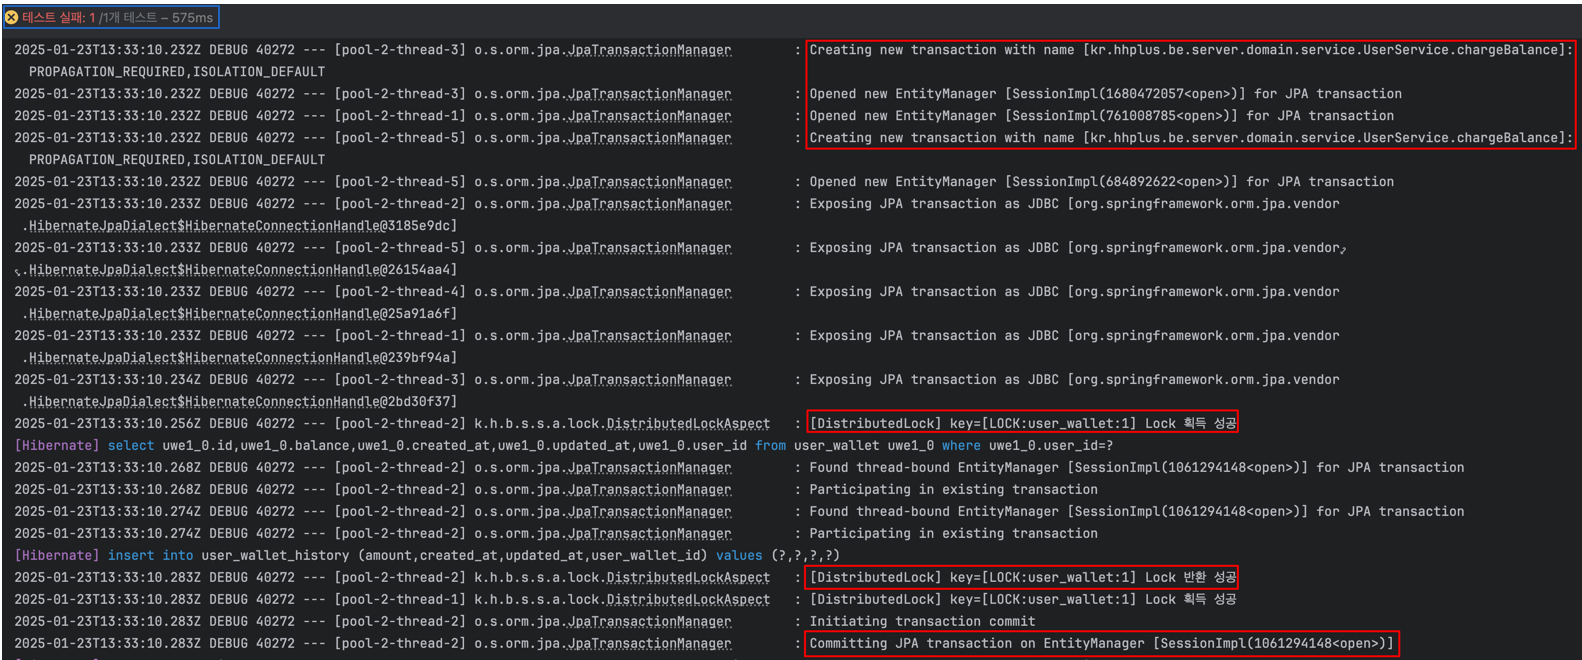 테스트 실패: 1 /1개 테스트 – 575ms
2025-01-23T13:33:10.232Z DEBUG 40272 --- [pool-2-thread-3] o.s.orm.jpa.JpaTransactionManager        : Creating new transaction with name [kr.hhplus.be.server.domain.service.UserService.chargeBalance]:
PROPAGATION_REQUIRED,ISOLATION_DEFAULT
2025-01-23T13:33:10.232Z DEBUG 40272 --- [pool-2-thread-3] o.s.orm.jpa.JpaTransactionManager        : Opened new EntityManager [SessionImpl(1680472057<open>)] for JPA transaction
2025-01-23T13:33:10.232Z DEBUG 40272 --- [pool-2-thread-1] o.s.orm.jpa.JpaTransactionManager        : Opened new EntityManager [SessionImpl(761008785<open>)] for JPA transaction
2025-01-23T13:33:10.232Z DEBUG 40272 --- [pool-2-thread-5] o.s.orm.jpa.JpaTransactionManager        : Creating new transaction with name [kr.hhplus.be.server.domain.service.UserService.chargeBalance]:
PROPAGATION_REQUIRED,ISOLATION_DEFAULT
2025-01-23T13:33:10.232Z DEBUG 40272 --- [pool-2-thread-5] o.s.orm.jpa.JpaTransactionManager        : Opened new EntityManager [SessionImpl(684892622<open>)] for JPA transaction
2025-01-23T13:33:10.233Z DEBUG 40272 --- [pool-2-thread-2] o.s.orm.jpa.JpaTransactionManager        : Exposing JPA transaction as JDBC [org.springframework.orm.jpa.vendor
.HibernateJpaDialect$HibernateConnectionHandle@3185e9dc]
2025-01-23T13:33:10.233Z DEBUG 40272 --- [pool-2-thread-5] o.s.orm.jpa.JpaTransactionManager        : Exposing JPA transaction as JDBC [org.springframework.orm.jpa.vendor
.HibernateJpaDialect$HibernateConnectionHandle@26154aa4]
2025-01-23T13:33:10.233Z DEBUG 40272 --- [pool-2-thread-4] o.s.orm.jpa.JpaTransactionManager        : Exposing JPA transaction as JDBC [org.springframework.orm.jpa.vendor
.HibernateJpaDialect$HibernateConnectionHandle@25a91a6f]
2025-01-23T13:33:10.233Z DEBUG 40272 --- [pool-2-thread-1] o.s.orm.jpa.JpaTransactionManager        : Exposing JPA transaction as JDBC [org.springframework.orm.jpa.vendor
.HibernateJpaDialect$HibernateConnectionHandle@239bf94a]
2025-01-23T13:33:10.234Z DEBUG 40272 --- [pool-2-thread-3] o.s.orm.jpa.JpaTransactionManager        : Exposing JPA transaction as JDBC [org.springframework.orm.jpa.vendor
.HibernateJpaDialect$HibernateConnectionHandle@2bd30f37]
2025-01-23T13:33:10.256Z DEBUG 40272 --- [pool-2-thread-2] k.h.b.s.s.a.lock.DistributedLockAspect   : [DistributedLock] key=[LOCK:user_wallet:1] Lock 획득 성공
[Hibernate] select uwe1_0.id,uwe1_0.balance,uwe1_0.created_at,uwe1_0.updated_at,uwe1_0.user_id from user_wallet uwe1_0 where uwe1_0.user_id=?
2025-01-23T13:33:10.268Z DEBUG 40272 --- [pool-2-thread-2] o.s.orm.jpa.JpaTransactionManager        : Found thread-bound EntityManager [SessionImpl(1061294148<open>)] for JPA transaction
2025-01-23T13:33:10.268Z DEBUG 40272 --- [pool-2-thread-2] o.s.orm.jpa.JpaTransactionManager        : Participating in existing transaction
2025-01-23T13:33:10.274Z DEBUG 40272 --- [pool-2-thread-2] o.s.orm.jpa.JpaTransactionManager        : Found thread-bound EntityManager [SessionImpl(1061294148<open>)] for JPA transaction
2025-01-23T13:33:10.274Z DEBUG 40272 --- [pool-2-thread-2] o.s.orm.jpa.JpaTransactionManager        : Participating in existing transaction
[Hibernate] insert into user_wallet_history (amount,created_at,updated_at,user_wallet_id) values (?,?,?,?)
2025-01-23T13:33:10.283Z DEBUG 40272 --- [pool-2-thread-2] k.h.b.s.s.a.lock.DistributedLockAspect   : [DistributedLock] key=[LOCK:user_wallet:1] Lock 반환 성공
2025-01-23T13:33:10.283Z DEBUG 40272 --- [pool-2-thread-1] k.h.b.s.s.a.lock.DistributedLockAspect   : [DistributedLock] key=[LOCK:user_wallet:1] Lock 획득 성공
2025-01-23T13:33:10.283Z DEBUG 40272 --- [pool-2-thread-2] o.s.orm.jpa.JpaTransactionManager        : Initiating transaction commit
2025-01-23T13:33:10.283Z DEBUG 40272 --- [pool-2-thread-2] o.s.orm.jpa.JpaTransactionManager        : Committing JPA transaction on EntityManager [SessionImpl(1061294148<open>)]